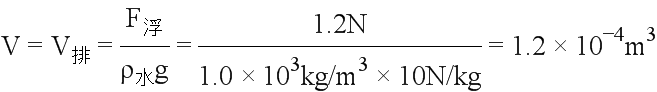 V = V排 = F浮/ρ水g = 1.2N/1.0 × 10³kg/m³ × 10N/kg = 1.2 × 10⁻⁴m³